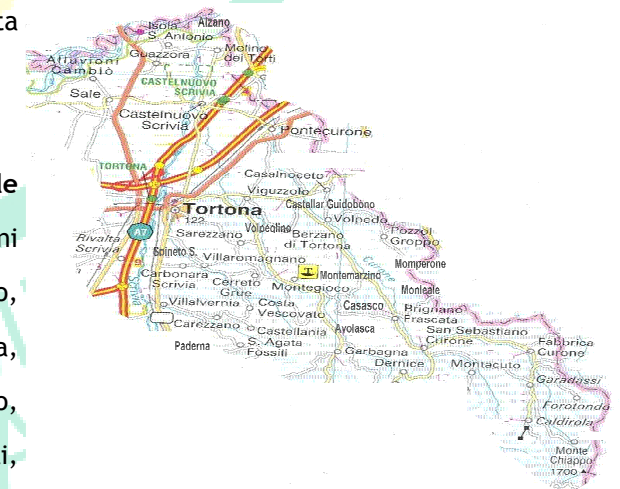 ta
Isola
S. Antonio
Alzano
Guazzora
Molino
dei Torti
Alluvioni
Cambiò
CASTELNUOVO
SCRIVIA
Sale
Castelnuovo
Scrivia
Pontecurone
TORTONA
Casalnoceto
de
Viguzzolo
Castellar Guidobono
Tortona
122
Volpedo
ni
A7
Sarezzano
Volpeglino
Berzano
di Tortona
Pozzol
Groppo
Rivalta
Scrivia
Spineto S.
Villaromagnano
Momperone
Carbonara
Scrivia
Cerreto
Grue
Montemarzino
Montegioco
Monleale
o,
Villalvernia
Costa
Vescovato
Casasco
Brignano
Frascata
Carezzano
Castellania
Avolasca
San Sebastiano
Curone
Fabbrica
Curone
a,
Paderna
S. Agata
Fossili
Garbagna
Dernice
Montacuto
Garadassi
o,
Forotondo
Caldirola
i,
Monte
Chiappo
1700